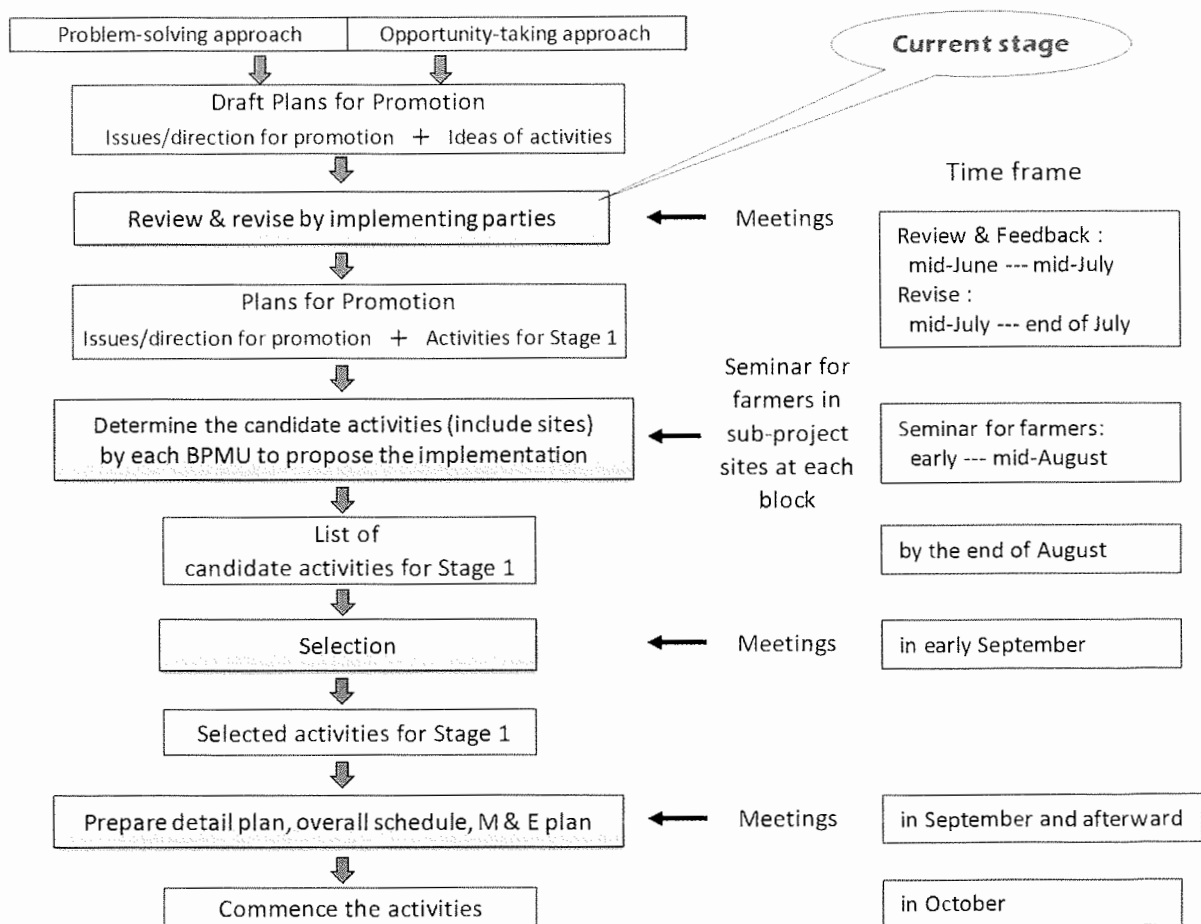 Problem-solving approach
Opportunity-taking approach
Current stage
Draft Plans for Promotion
Issues/direction for promotion + Ideas of activities
Time frame
Review & revise by implementing parties
Meetings
Review & Feedback :
mid-June --- mid-July
Revise :
mid-July --- end of July
Plans for Promotion
Issues/direction for promotion + Activities for Stage 1
Seminar for
farmers in
sub-project
sites at each
block
Determine the candidate activities (include sites)
by each BPMU to propose the implementation
Seminar for farmers:
early --- mid-August
List of
candidate activities for Stage 1
by the end of August
Selection
Meetings
in early September
Selected activities for Stage 1
Prepare detail plan, overall schedule, M & E plan
Meetings
in September and afterward
Commence the activities
in October